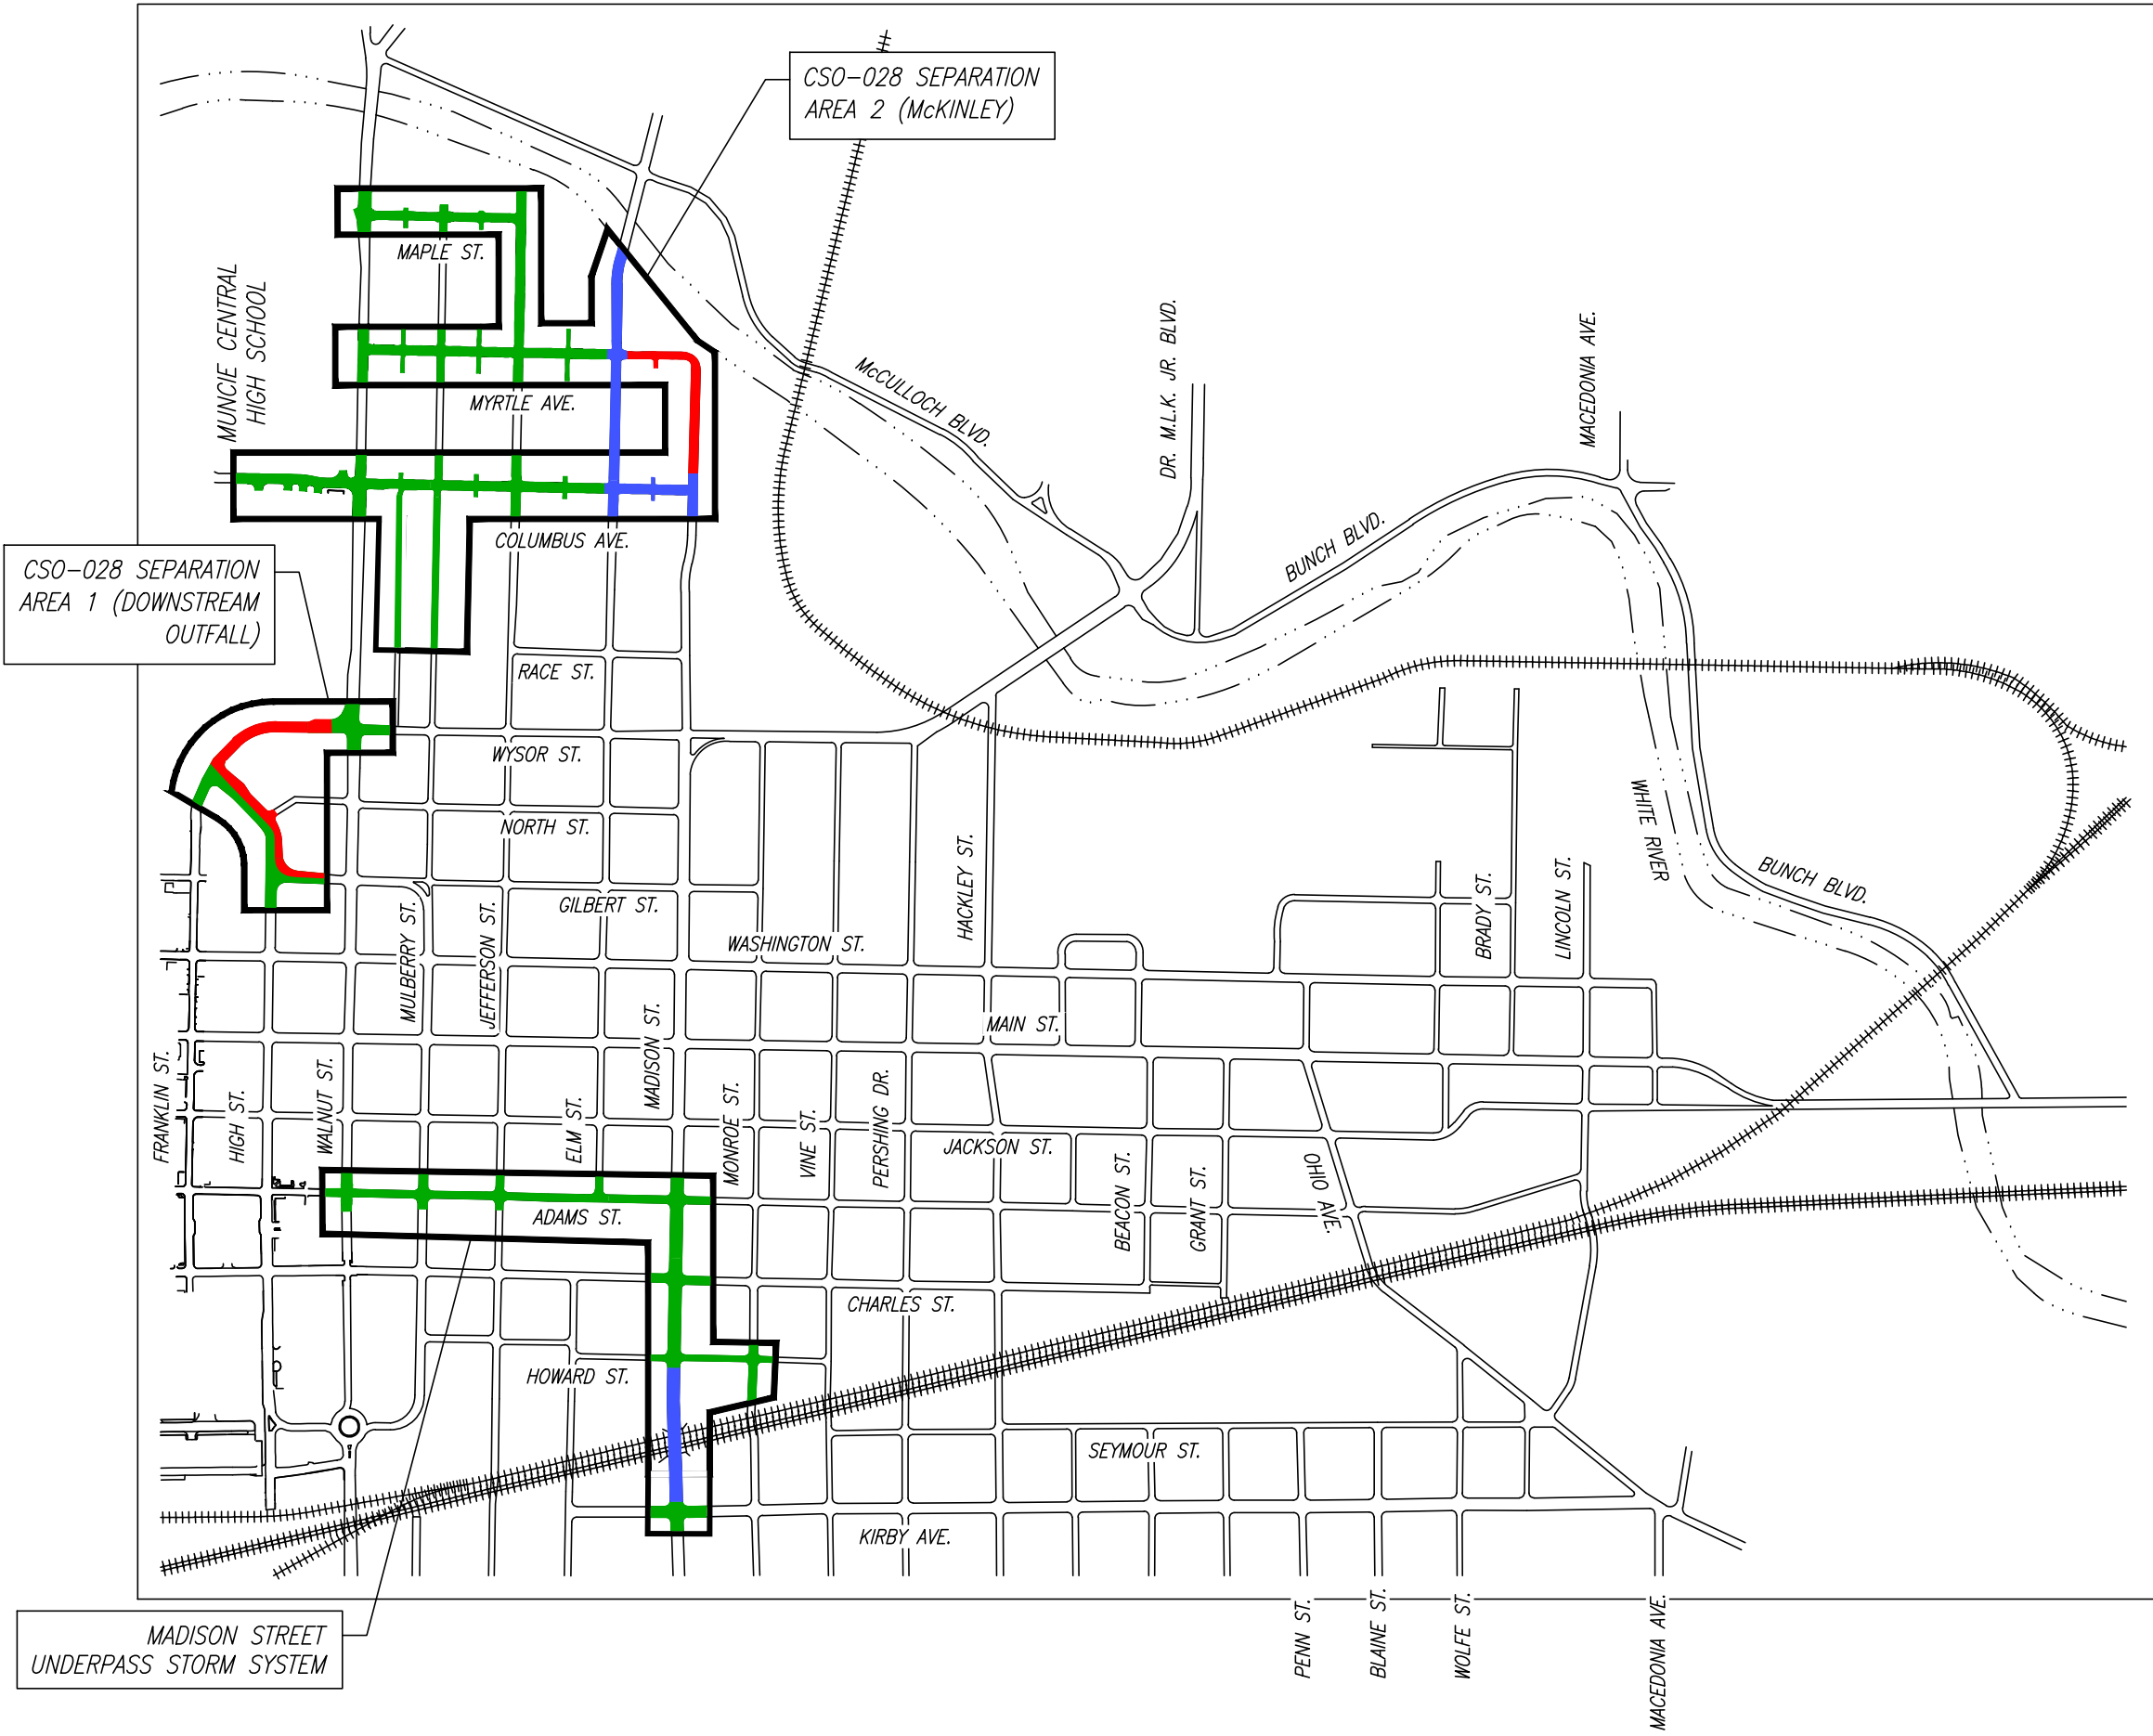 CSO-028 SEPARATION
AREA 2 (McKINLEY)
MAPLE ST.
MUNCIE CENTRAL
HIGH SCHOOL
MYRTLE AVE.
McCULLOCH BLVD.
DR. M.L.K. JR. BLVD.
MACEDONIA AVE.
COLUMBUS AVE.
BUNCH BLVD.
CSO-028 SEPARATION
AREA 1 (DOWNSTREAM
OUTFALL)
RACE ST.
WYSOR ST.
NORTH ST.
WHITE RIVER
HACKLEY ST.
BUNCH BLVD.
GILBERT ST.
WASHINGTON ST.
MULBERRY ST.
JEFFERSON ST.
BRADY ST.
LINCOLN ST.
MAIN ST.
MADISON ST.
FRANKLIN ST.
HIGH ST.
WALNUT ST.
ELM ST.
MONROE ST.
VINE ST.
PERSHING DR.
JACKSON ST.
BEACON ST.
GRANT ST.
OHIO AVE.
ADAMS ST.
CHARLES ST.
HOWARD ST.
SEYMOUR ST.
KIRBY AVE.
MADISON STREET
UNDERPASS STORM SYSTEM
PENN ST.
BLAINE ST.
WOLFE ST.
MACEDONIA AVE.